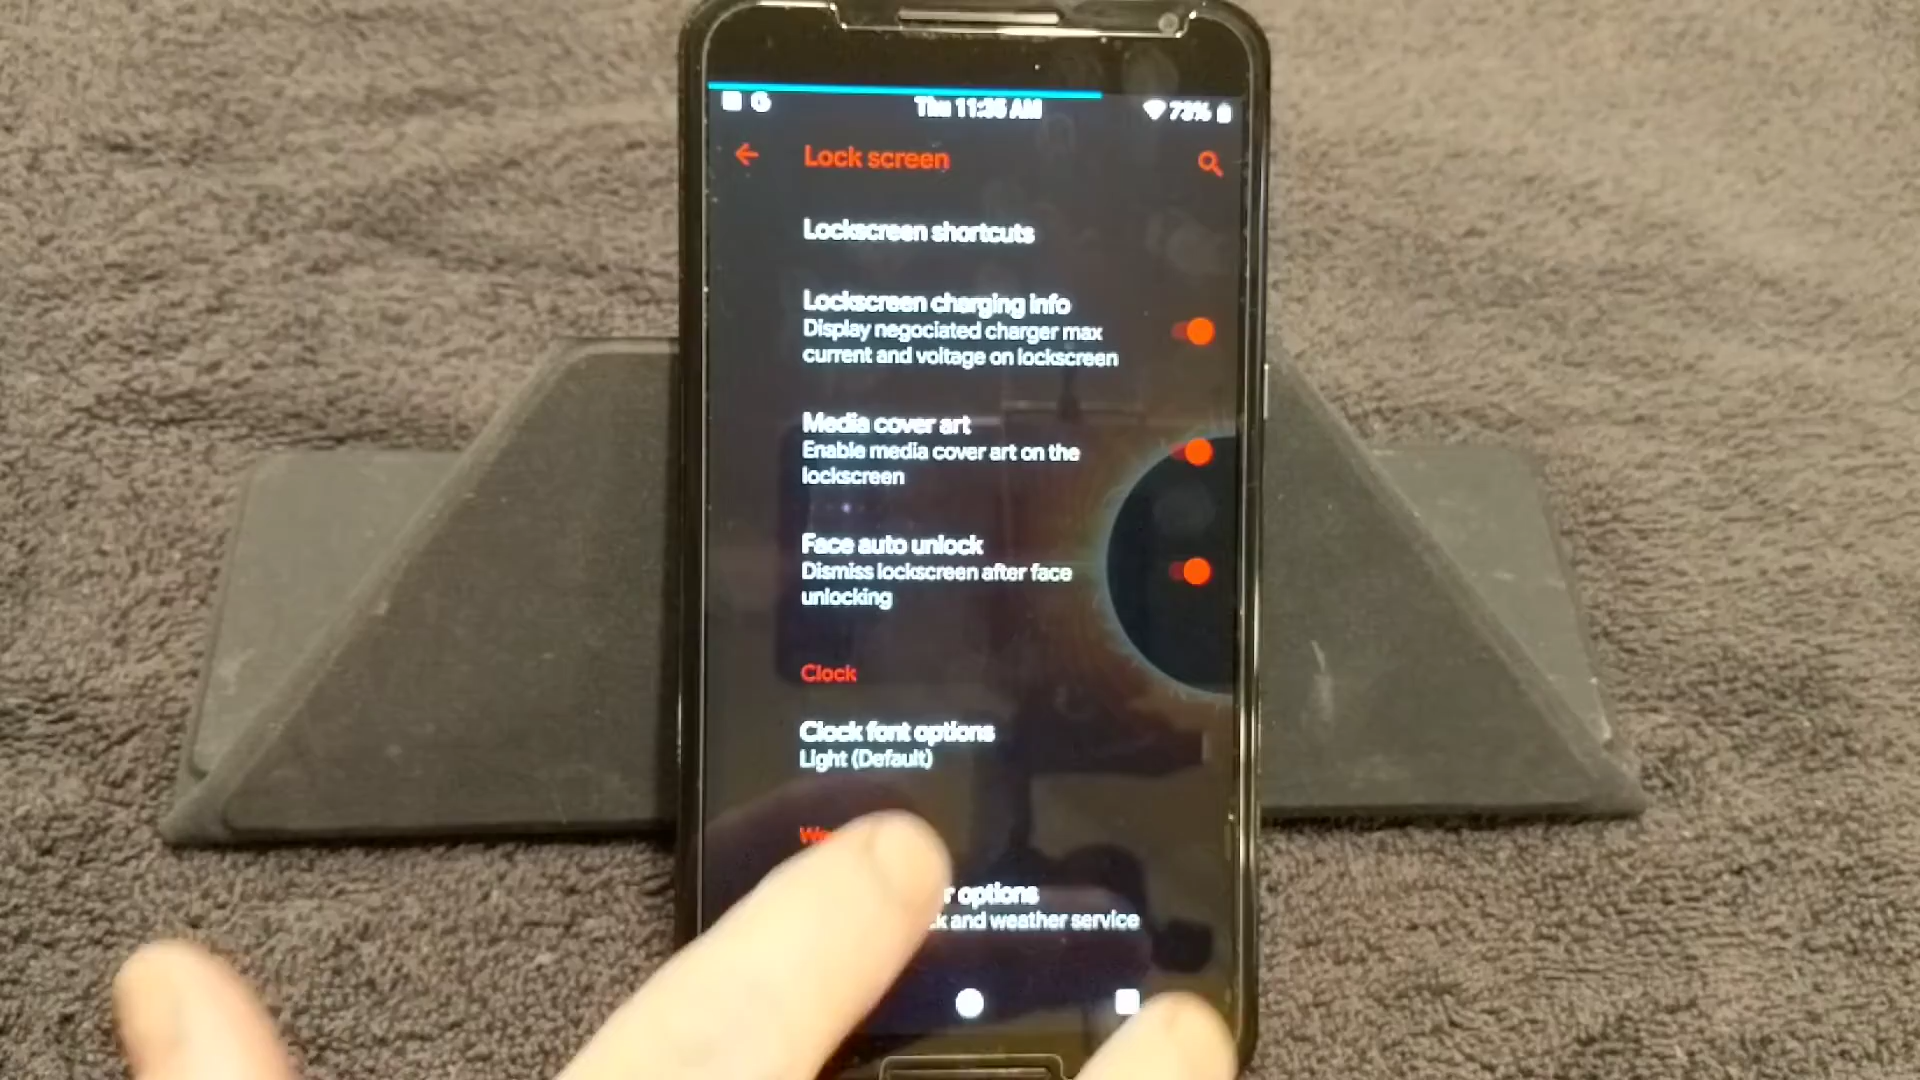 G Thu 11:35 AM 73%
Lock screen
Lockscreen shortcuts
Lockscreen charging info
Display negociated charger max
current and voltage on lockscreen
Media cover art
Enable media cover art on the
lockscreen
Face auto unlock
Dismiss lockscreen after face
unlocking
Clock
Clock font options
Light (Default)
options
and weather service